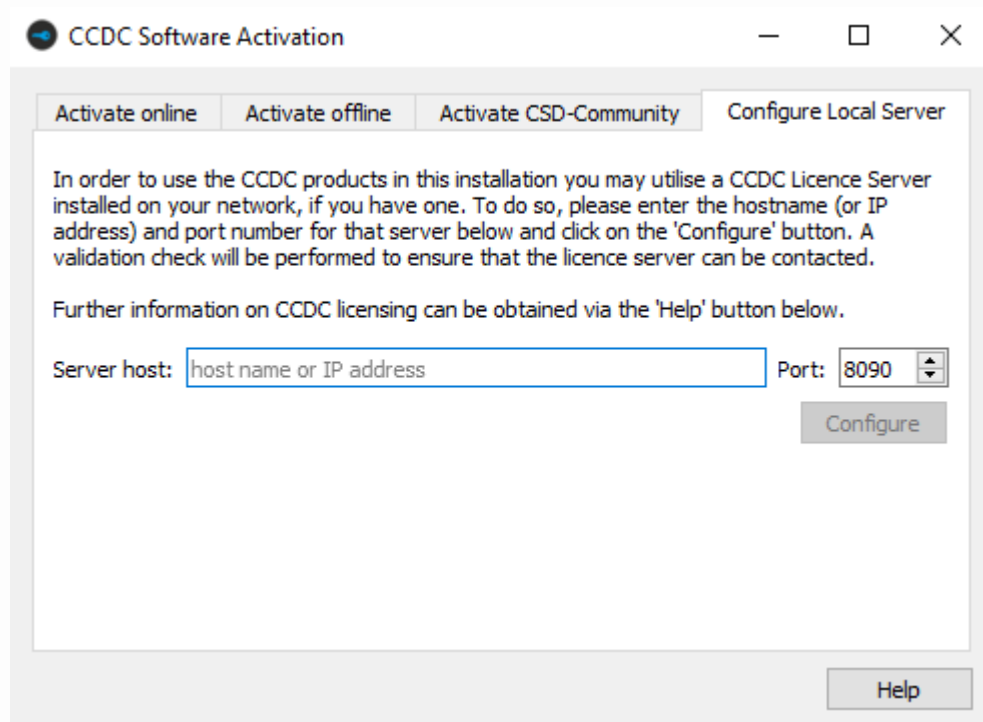 CCDC Software Activation
Activate online
Activate offline
Activate CSD-Community
Configure Local Server
In order to use the CCDC products in this installation you may utilise a CCDC Licence Server
installed on your network, if you have one. To do so, please enter the hostname (or IP
address) and port number for that server below and click on the 'Configure' button. A
validation check will be performed to ensure that the licence server can be contacted.
Further information on CCDC licensing can be obtained via the 'Help' button below.
Server host: host name or IP address Port: 8090
Configure
Help